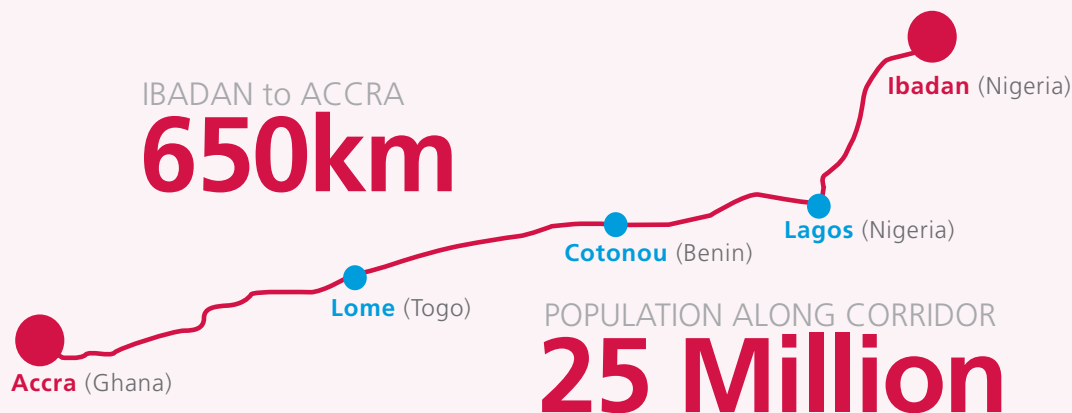 IBADAN to ACCRA
650km
Ibadan (Nigeria)
Lagos (Nigeria)
Cotonou (Benin)
Lome (Togo)
POPULATION ALONG CORRIDOR
25 Million
Accra (Ghana)